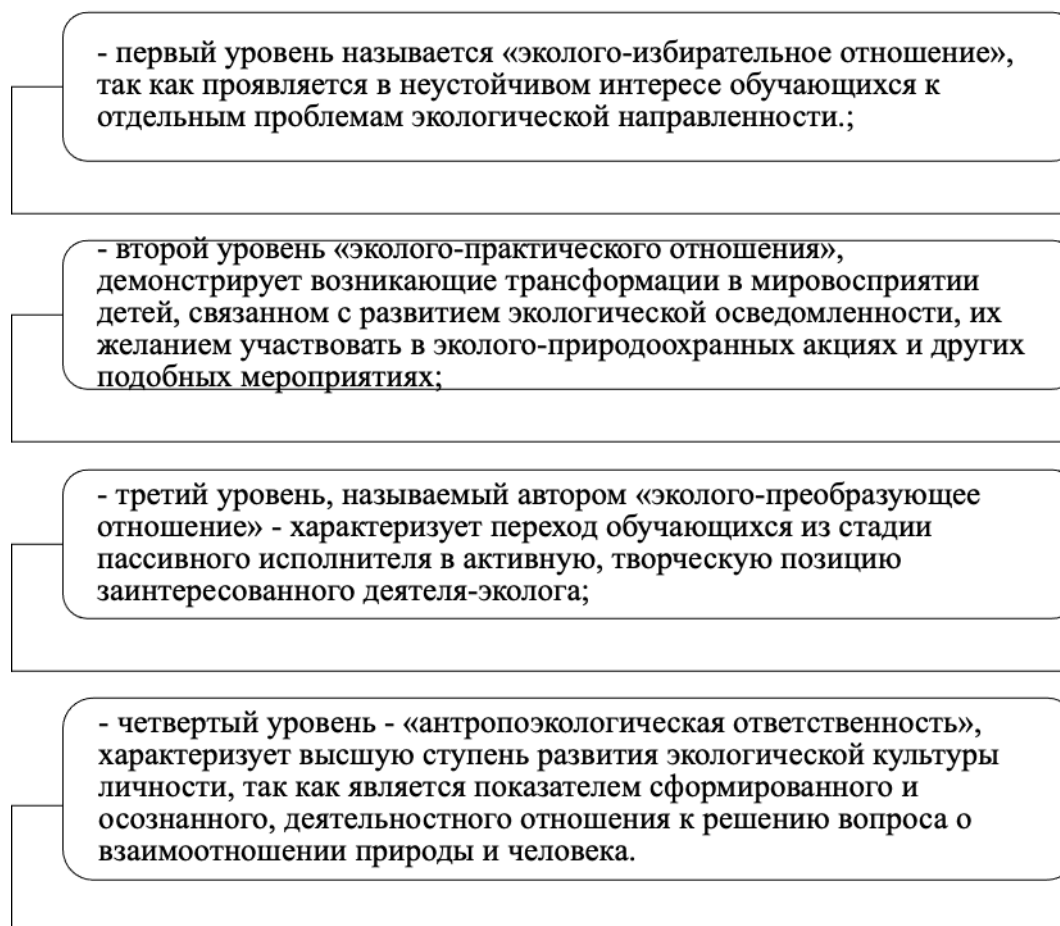 - первый уровень называется «эколого-избирательное отношение»,
так как проявляется в неустойчивом интересе обучающихся к
отдельным проблемам экологической направленности.;
- второй уровень «эколого-практического отношения»,
демонстрирует возникающие трансформации в мировосприятии
детей, связанном с развитием экологической осведомленности, их
желанием участвовать в эколого-природоохранных акциях и других
подобных мероприятиях;
- третий уровень, называемый автором «эколого-преобразующее
отношение» - характеризует переход обучающихся из стадии
пассивного исполнителя в активную, творческую позицию
заинтересованного деятеля-эколога;
- четвертый уровень - «антропоэкологическая ответственность»,
характеризует высшую ступень развития экологической культуры
личности, так как является показателем сформированного и
осознанного, деятельностного отношения к решению вопроса о
взаимоотношении природы и человека.